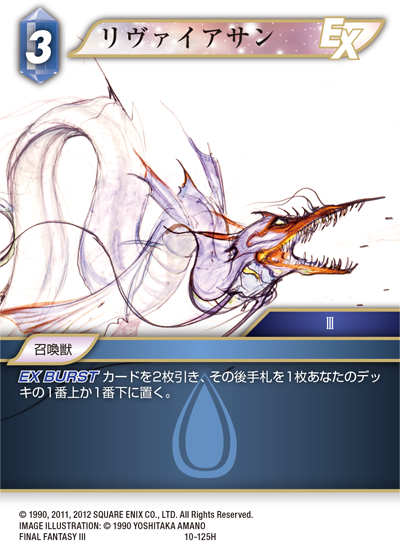 3
リヴァイアサン
EX
III
召喚獣
EX BURST カードを2枚引き、その後手札を1枚あなたのデッ
キの1番上か1番下に置く。
© 1990, 2011, 2012 SQUARE ENIX CO., LTD. All Rights Reserved.
IMAGE ILLUSTRATION: © 1990 YOSHITAKA AMANO
FINAL FANTASY III 10-125H